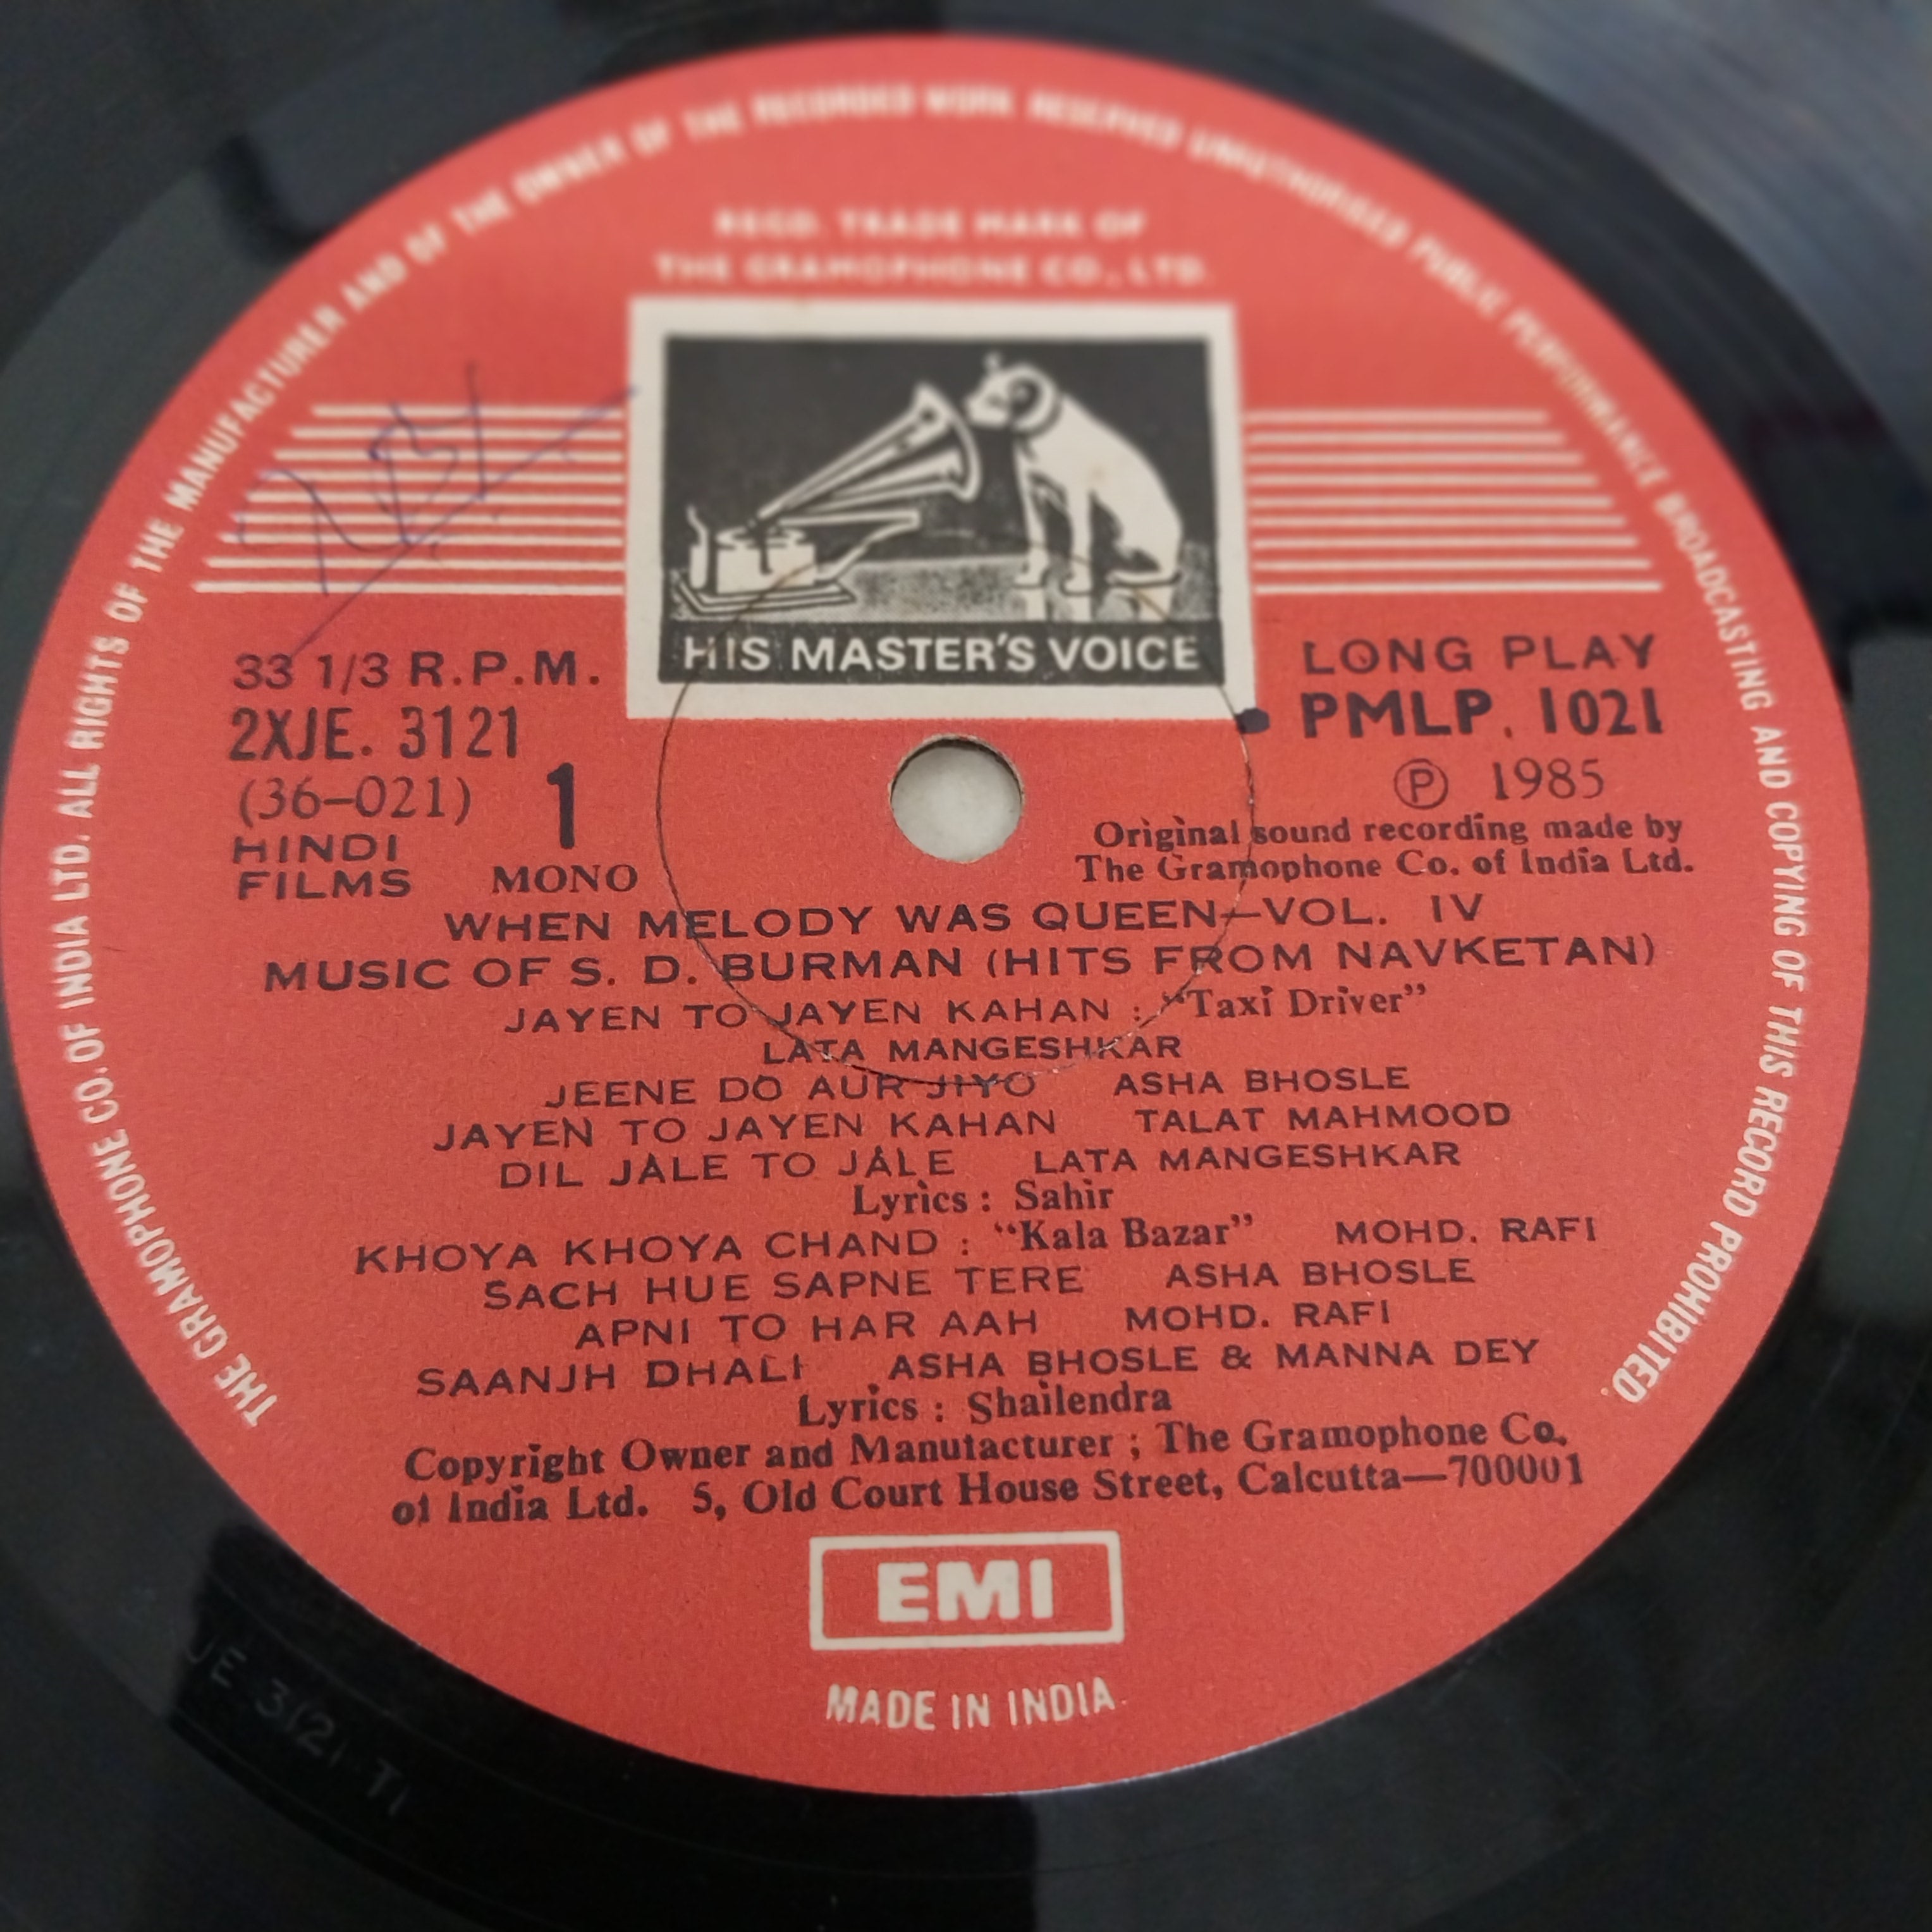 THE GRAMOPHONE CO. OF INDIA LTD. ALL RIGHTS OF THE MANUFACTURER AND OF THE OWNER OF THE RECORDED WORK RESERVED UNAUTHORISED PUBLIC PERFORMANCE BROADCASTING AND COPYING OF THIS RECORD PROHIBITED.
REGD. TRADE MARK OF
THE GRAMOPHONE CO., LTD.
HIS MASTER'S VOICE
33 1/3 R.P.M.
2XJE. 3121
(36-021)
1
HINDI
FILMS
MONO
LONG PLAY
PMLP. 1021
Ⓟ 1985
Original sound recording made by
The Gramophone Co. of India Ltd.
WHEN MELODY WAS QUEEN—VOL. IV
MUSIC OF S. D. BURMAN (HITS FROM NAVKETAN)
JAYEN TO JAYEN KAHAN : "Taxi Driver"
LATA MANGESHKAR
JEENE DO AUR JIYO ASHA BHOSLE
JAYEN TO JAYEN KAHAN TALAT MAHMOOD
DIL JALE TO JALE LATA MANGESHKAR
Lyrics : Sahir
KHOYA KHOYA CHAND : "Kala Bazar" MOHD. RAFI
SACH HUE SAPNE TERE ASHA BHOSLE
APNI TO HAR AAH MOHD. RAFI
SAANJH DHALI ASHA BHOSLE & MANNA DEY
Lyrics : Shailendra
Copyright Owner and Manufacturer ; The Gramophone Co.
of India Ltd. 5, Old Court House Street, Calcutta—700001
EMI
MADE IN INDIA
JE 3121 T1